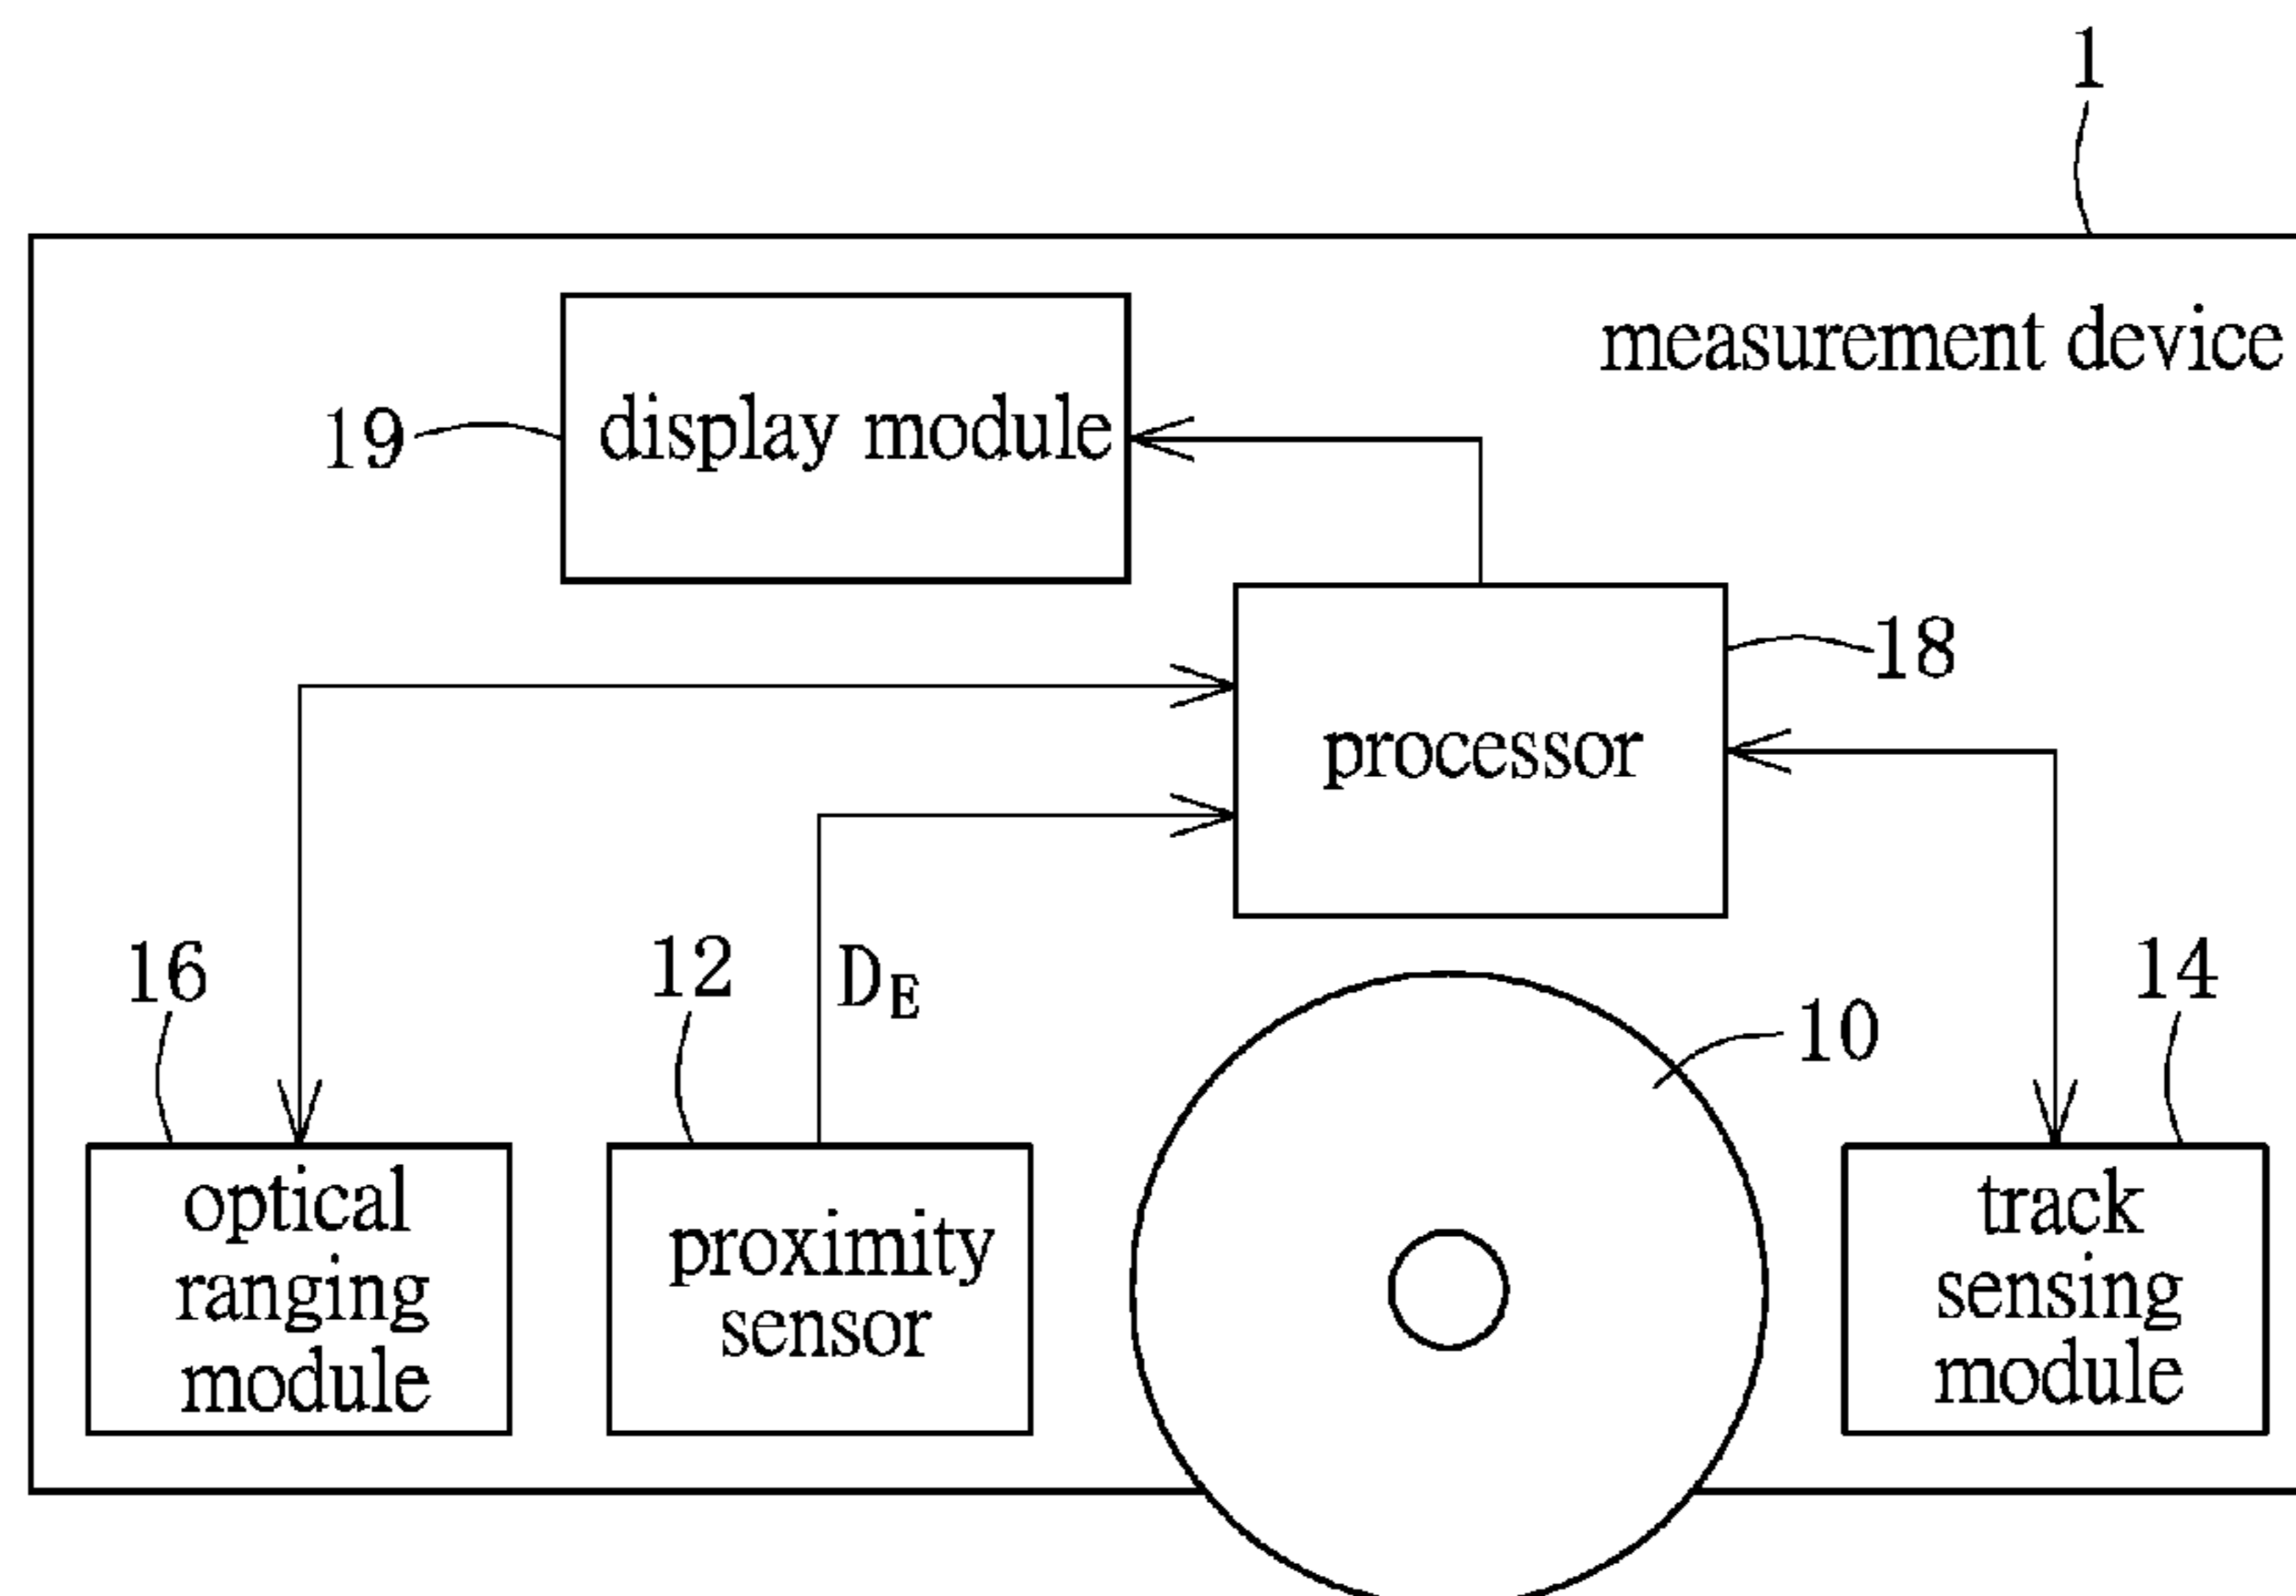 1
measurement device
display module
19
18
processor
16
12
D_E
10
14
optical
ranging
module
proximity
sensor
track
sensing
module